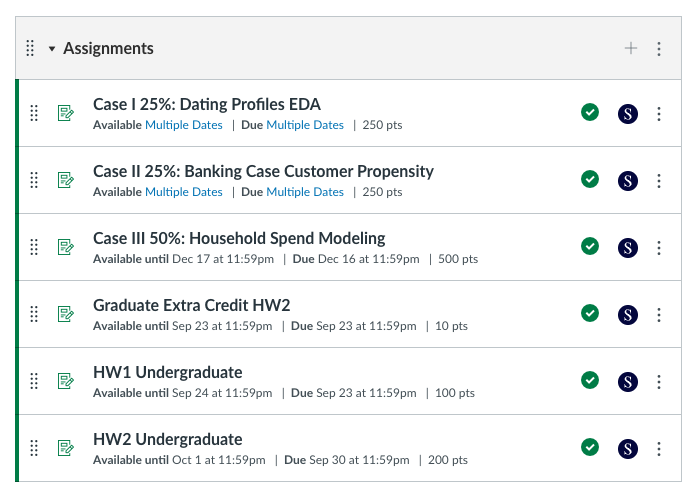 Assignments
Case I 25%: Dating Profiles EDA
S
Available Multiple Dates | Due Multiple Dates | 250 pts
Case II 25%: Banking Case Customer Propensity
S
Available Multiple Dates | Due Multiple Dates | 250 pts
Case III 50%: Household Spend Modeling
S
Available until Dec 17 at 11:59pm | Due Dec 16 at 11:59pm | 500 pts
Graduate Extra Credit HW2
S
Available until Sep 23 at 11:59pm | Due Sep 23 at 11:59pm | 10 pts
HW1 Undergraduate
S
Available until Sep 24 at 11:59pm | Due Sep 23 at 11:59pm | 100 pts
HW2 Undergraduate
S
Available until Oct 1 at 11:59pm | Due Sep 30 at 11:59pm | 200 pts